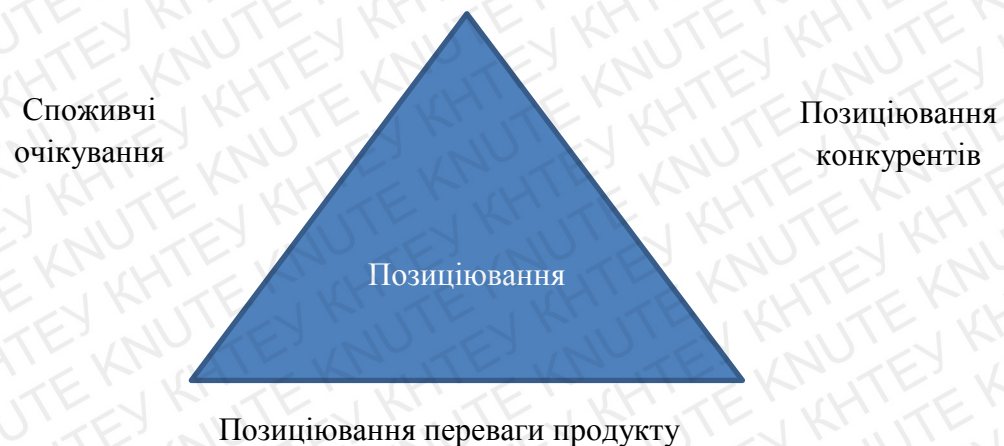 Споживчі
очікування
Позиціювання
конкурентів
Позиціювання
Позиціювання переваги продукту